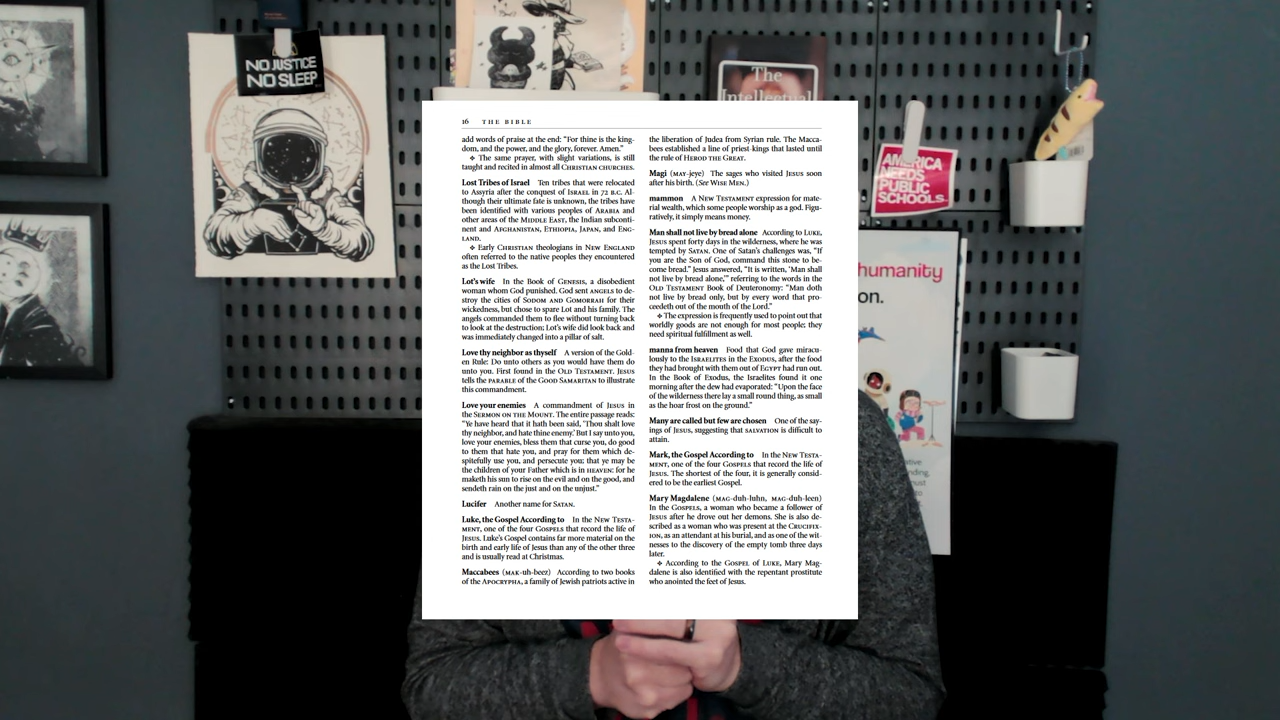 NO JUSTICE
NO SLEEP
The
Intellectual
AMERICA
NEEDS
PUBLIC
SCHOOLS.
humanity
on.
16 THE BIBLE
add words of praise at the end: “For thine is the king-
dom, and the power, and the glory, forever. Amen.”
❖ The same prayer, with slight variations, is still
taught and recited in almost all CHRISTIAN CHURCHES.
Lost Tribes of Israel Ten tribes that were relocated
to Assyria after the conquest of ISRAEL in 72 B.C. Al-
though their ultimate fate is unknown, the tribes have
been identified with various peoples of ARABIA and
other areas of the MIDDLE EAST, the Indian subconti-
nent and AFGHANISTAN, ETHIOPIA, JAPAN, and ENG-
LAND.
❖ Early CHRISTIAN theologians in NEW ENGLAND
often referred to the native peoples they encountered
as the Lost Tribes.
Lot’s wife In the Book of GENESIS, a disobedient
woman whom God punished. God sent ANGELS to de-
stroy the cities of SODOM AND GOMORRAH for their
wickedness, but chose to spare Lot and his family. The
angels commanded them to flee without turning back
to look at the destruction; Lot’s wife did look back and
was immediately changed into a pillar of salt.
Love thy neighbor as thyself A version of the Gold-
en Rule: Do unto others as you would have them do
unto you. First found in the OLD TESTAMENT. JESUS
tells the PARABLE of the GOOD SAMARITAN to illustrate
this commandment.
Love your enemies A commandment of JESUS in
the SERMON ON THE MOUNT. The entire passage reads:
“Ye have heard that it hath been said, ‘Thou shalt love
thy neighbor, and hate thine enemy.’ But I say unto you,
love your enemies, bless them that curse you, do good
to them that hate you, and pray for them which de-
spitefully use you, and persecute you; that ye may be
the children of your Father which is in HEAVEN: for he
maketh his sun to rise on the evil and on the good, and
sendeth rain on the just and on the unjust.”
Lucifer Another name for SATAN.
Luke, the Gospel According to In the NEW TESTA-
MENT, one of the four GOSPELS that record the life of
JESUS. Luke’s Gospel contains far more material on the
birth and early life of Jesus than any of the other three
and is usually read at Christmas.
Maccabees (MAK-uh-beez) According to two books
of the APOCRYPHA, a family of Jewish patriots active in
the liberation of Judea from Syrian rule. The Macca-
bees established a line of priest-kings that lasted until
the rule of HEROD THE GREAT.
Magi (MAY-jeye) The sages who visited JESUS soon
after his birth. (See WISE MEN.)
mammon A NEW TESTAMENT expression for mate-
rial wealth, which some people worship as a god. Figu-
ratively, it simply means money.
Man shall not live by bread alone According to LUKE,
JESUS spent forty days in the wilderness, where he was
tempted by SATAN. One of Satan’s challenges was, “If
you are the Son of God, command this stone to be-
come bread.” Jesus answered, “It is written, ‘Man shall
not live by bread alone,’” referring to the words in the
OLD TESTAMENT Book of Deuteronomy: “Man doth
not live by bread only, but by every word that pro-
ceedeth out of the mouth of the Lord.”
❖ The expression is frequently used to point out that
worldly goods are not enough for most people; they
need spiritual fulfillment as well.
manna from heaven Food that God gave miracu-
lously to the ISRAELITES in the EXODUS, after the food
they had brought with them out of EGYPT had run out.
In the Book of Exodus, the Israelites found it one
morning after the dew had evaporated: “Upon the face
of the wilderness there lay a small round thing, as small
as the hoar frost on the ground.”
Many are called but few are chosen One of the say-
ings of JESUS, suggesting that SALVATION is difficult to
attain.
Mark, the Gospel According to In the NEW TESTA-
MENT, one of the four GOSPELS that record the life of
JESUS. The shortest of the four, it is generally consid-
ered to be the earliest Gospel.
Mary Magdalene (MAG-duh-luhn, MAG-duh-leen)
In the GOSPELS, a woman who became a follower of
JESUS after he drove out her demons. She is also de-
scribed as a woman who was present at the CRUCIFIX-
ION, as an attendant at his burial, and as one of the wit-
nesses to the discovery of the empty tomb three days
later.
❖ According to the GOSPEL of LUKE, Mary Mag-
dalene is also identified with the repentant prostitute
who anointed the feet of Jesus.